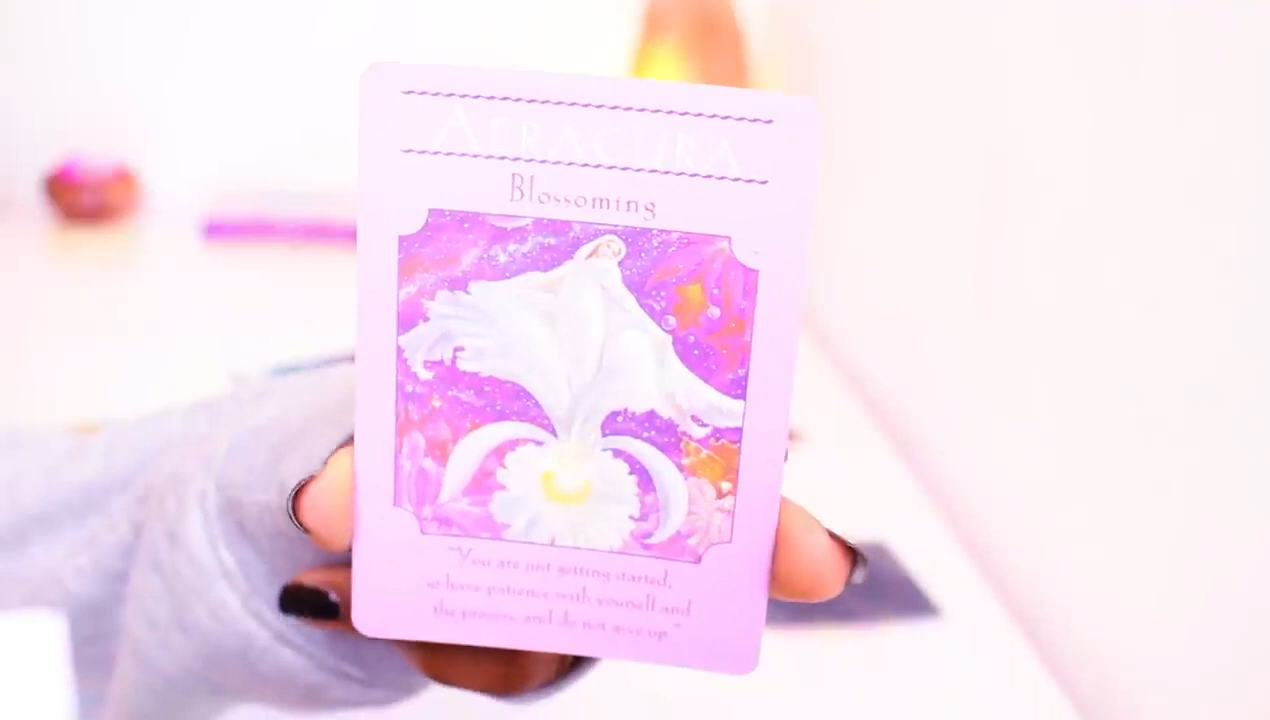 AERACURA
Blossoming
"You are just getting started,
so have patience with yourself and
the process, and do not give up."